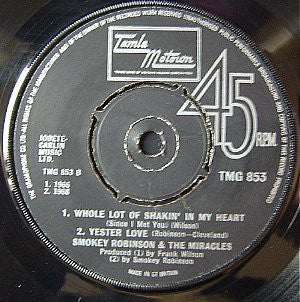 Tamla Motown
45 RPM.
JOBETE-
CARLIN
MUSIC
LTD.
TMG 853 B
1. 1966
2. 1968
TMG 853
1. WHOLE LOT OF SHAKIN' IN MY HEART
(Since I Met You) (Wilson)
2. YESTER LOVE (Robinson—Cleveland)
SMOKEY ROBINSON & THE MIRACLES
Produced (1) by Frank Wilson
(2) by Smokey Robinson
MADE IN GT BRITAIN